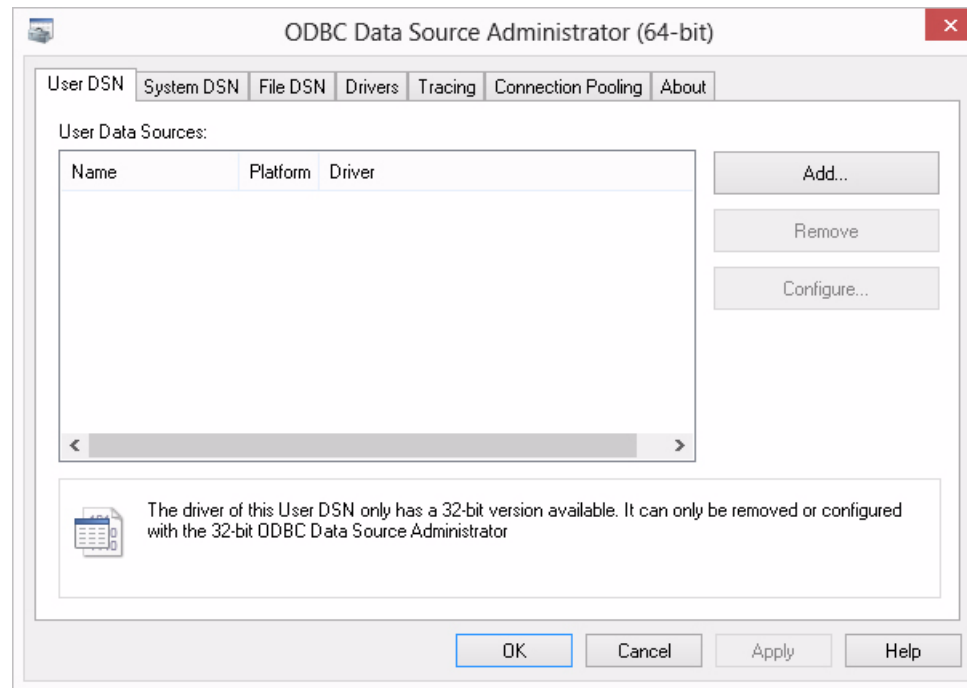 ODBC Data Source Administrator (64-bit)
User DSN System DSN File DSN Drivers Tracing Connection Pooling About
User Data Sources:
Name Platform Driver
Add...
Remove
Configure...
The driver of this User DSN only has a 32-bit version available. It can only be removed or configured
with the 32-bit ODBC Data Source Administrator
OK Cancel Apply Help